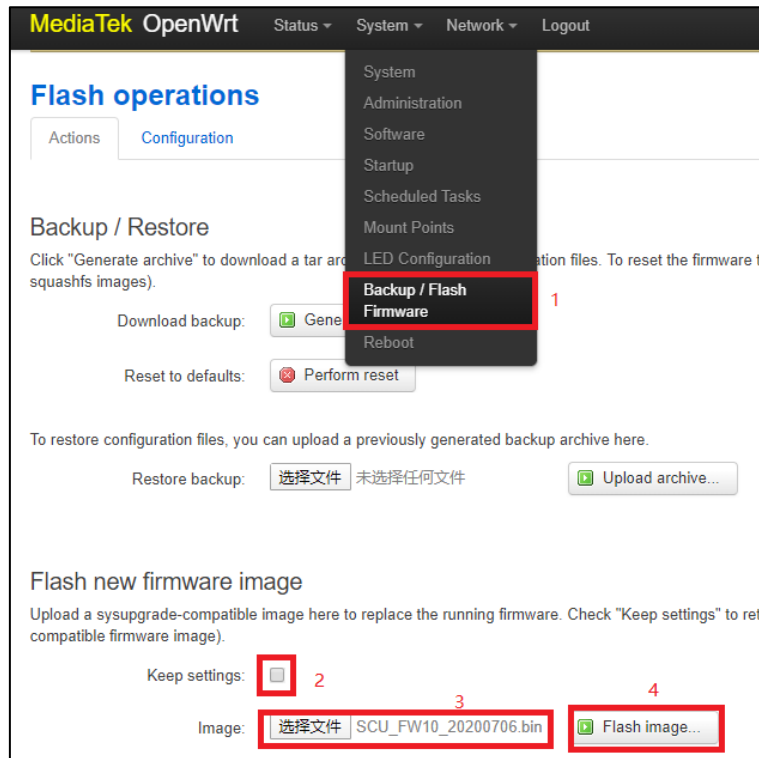 MediaTek OpenWrt Status System Network Logout
System
Flash operations
Administration
Actions Configuration
Software
Startup
Scheduled Tasks
Mount Points
Backup / Restore
LED Configuration
Click "Generate archive" to download a tar ation files. To reset the firmware
squashfs images).
Backup / Flash
Firmware
1
Download backup: Gene
Reboot
Reset to defaults: Perform reset
To restore configuration files, you can upload a previously generated backup archive here.
Restore backup: 选择文件 未选择任何文件 Upload archive...
Flash new firmware image
Upload a sysupgrade-compatible image here to replace the running firmware. Check "Keep settings" to ret
compatible firmware image).
Keep settings: 2
3 4
Image: 选择文件 SCU_FW10_20200706.bin Flash image...